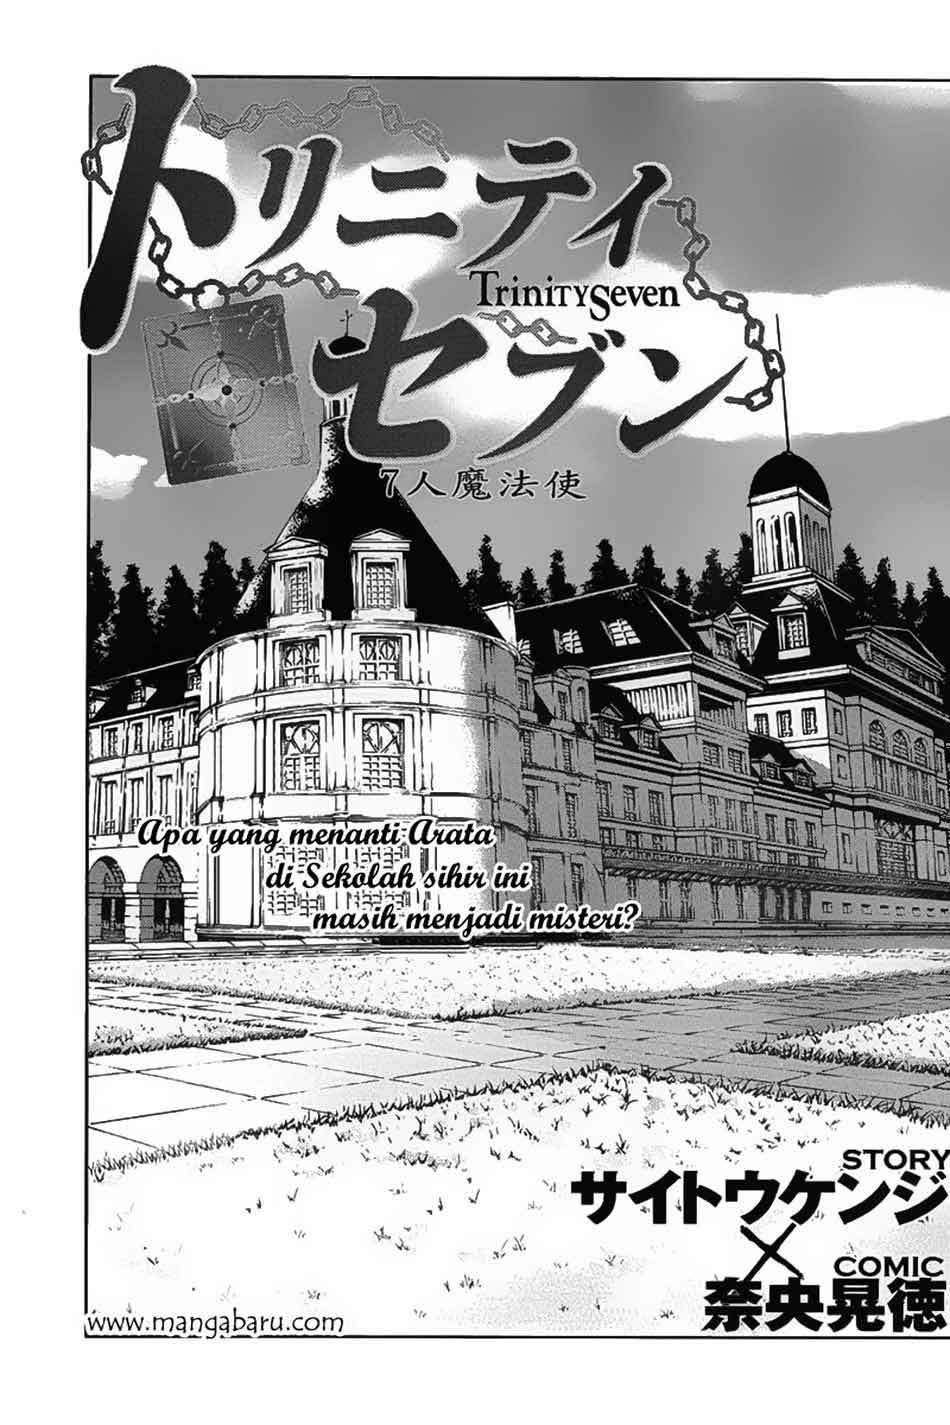 トリニティ
TrinitySeven
セブン
7人魔法使
Apa yang menanti Arata
di Sekolah sihir ini
masih menjadi misteri?
STORY
サイトウケンジ
×
COMIC
奈央晃徳
www.mangabaru.com